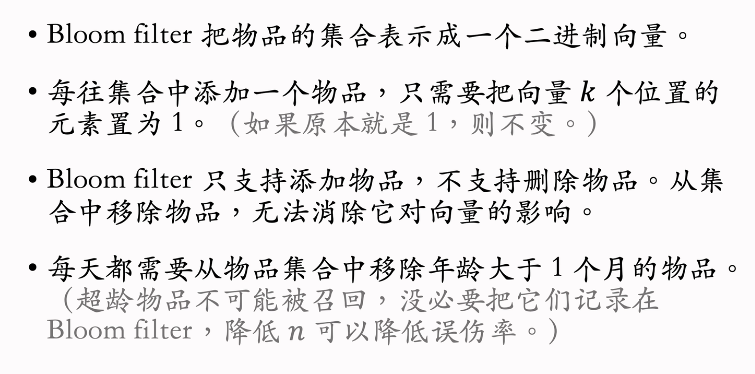 • Bloom filter 把物品的集合表示成一个二进制向量。
• 每往集合中添加一个物品，只需要把向量 k 个位置的
元素置为 1。（如果原本就是 1，则不变。）
• Bloom filter 只支持添加物品，不支持删除物品。从集
合中移除物品，无法消除它对向量的影响。
• 每天都需要从物品集合中移除年龄大于 1 个月的物品。
（超龄物品不可能被召回，没必要把它们记录在
Bloom filter，降低 n 可以降低误伤率。）